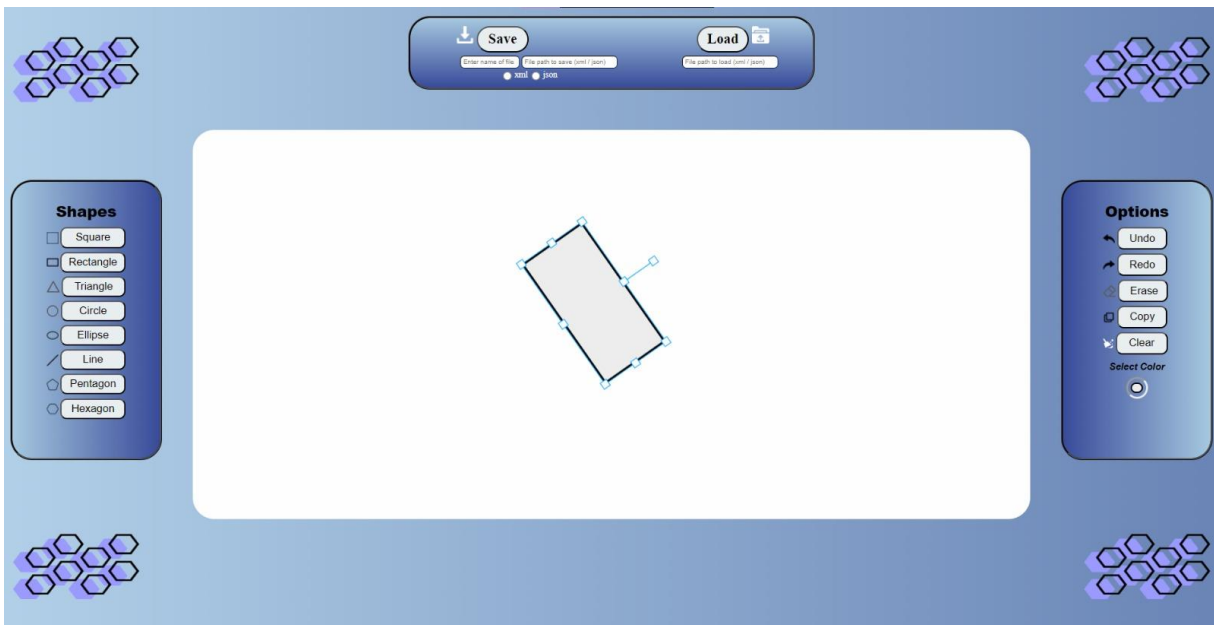 Save
Load
Enter name of file
File path to save (xml / json)
File path to load (xml / json)
xml
json
Shapes
Square
Rectangle
Triangle
Circle
Ellipse
Line
Pentagon
Hexagon
Options
Undo
Redo
Erase
Copy
Clear
Select Color